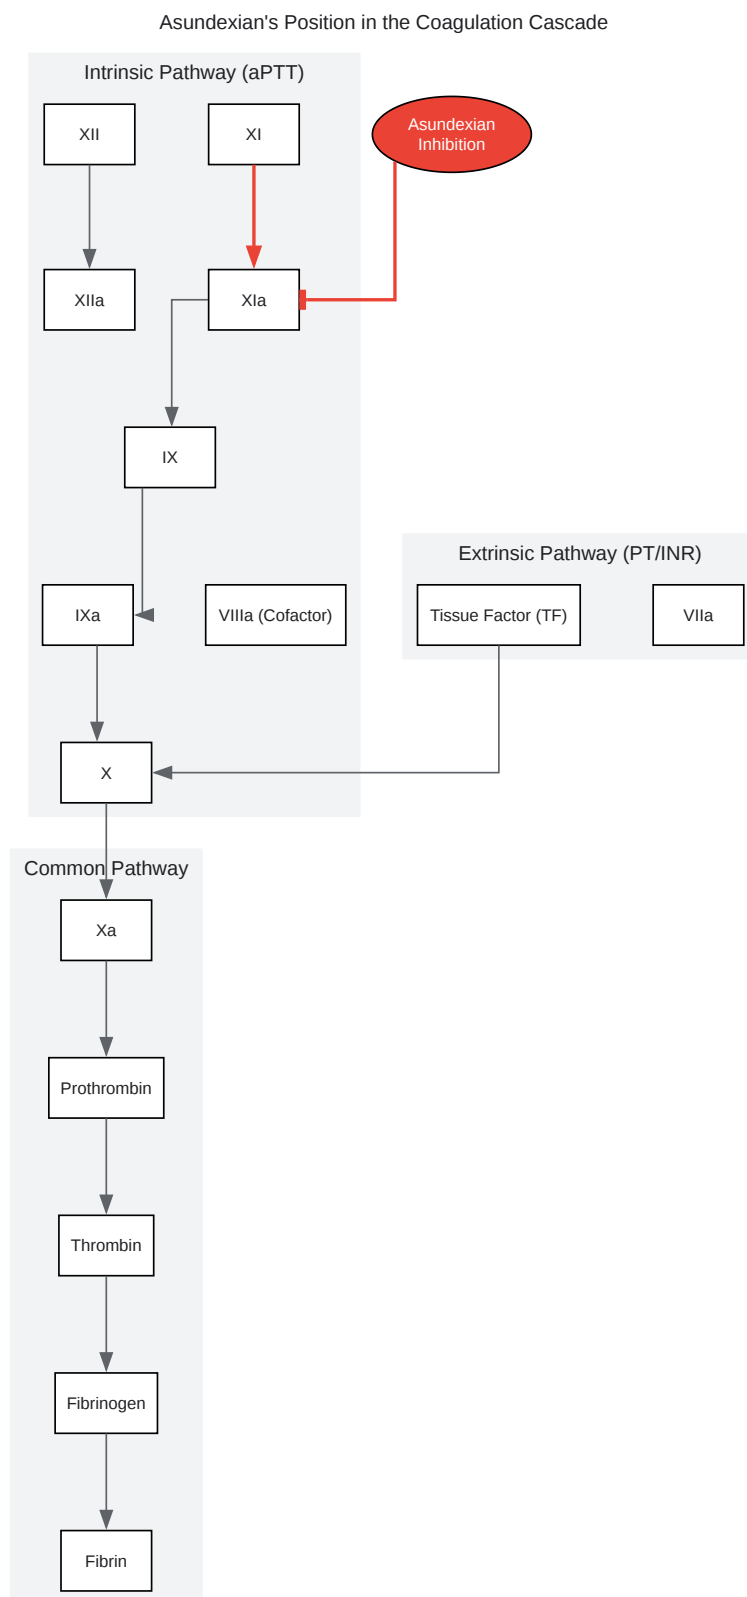 Asundexian's Position in the Coagulation Cascade
Intrinsic Pathway (aPTT)
XII
XI
Asundexian
Inhibition
XIIa
XIa
IX
Extrinsic Pathway (PT/INR)
IXa
VIIIa (Cofactor)
Tissue Factor (TF)
VIIa
X
Common Pathway
Xa
Prothrombin
Thrombin
Fibrinogen
Fibrin